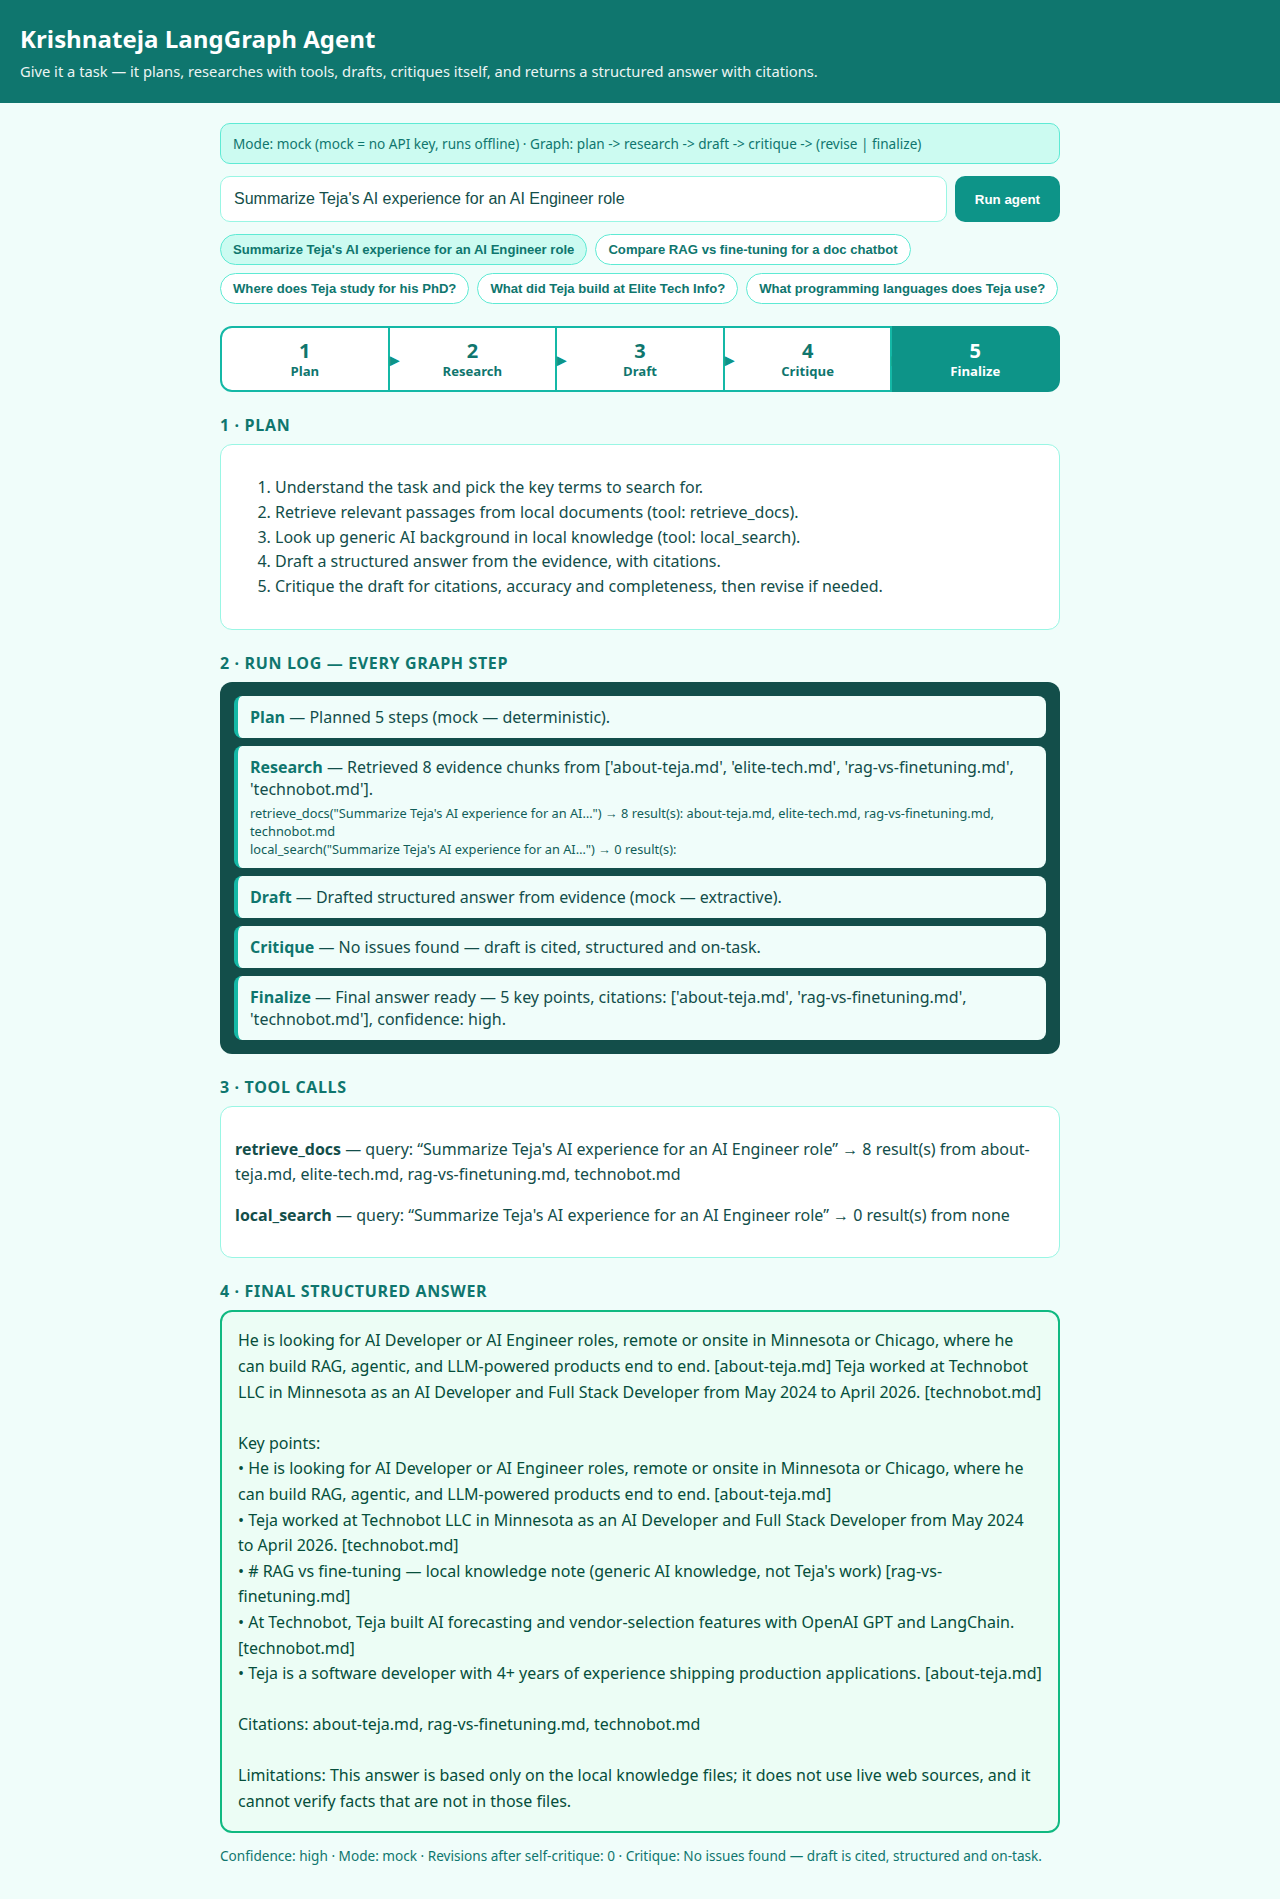 Krishnateja LangGraph Agent
Give it a task — it plans, researches with tools, drafts, critiques itself, and returns a structured answer with citations.
Mode: mock (mock = no API key, runs offline) · Graph: plan -> research -> draft -> critique -> (revise | finalize)
Summarize Teja's AI experience for an AI Engineer role
Run agent
Summarize Teja's AI experience for an AI Engineer role
Compare RAG vs fine-tuning for a doc chatbot
Where does Teja study for his PhD?
What did Teja build at Elite Tech Info?
What programming languages does Teja use?
1
Plan
▶
2
Research
▶
3
Draft
▶
4
Critique
5
Finalize
1 · PLAN
1. Understand the task and pick the key terms to search for.
2. Retrieve relevant passages from local documents (tool: retrieve_docs).
3. Look up generic AI background in local knowledge (tool: local_search).
4. Draft a structured answer from the evidence, with citations.
5. Critique the draft for citations, accuracy and completeness, then revise if needed.
2 · RUN LOG — EVERY GRAPH STEP
Plan — Planned 5 steps (mock — deterministic).
Research — Retrieved 8 evidence chunks from ['about-teja.md', 'elite-tech.md', 'rag-vs-finetuning.md',
'technobot.md'].
retrieve_docs("Summarize Teja's AI experience for an AI…") → 8 result(s): about-teja.md, elite-tech.md, rag-vs-finetuning.md,
technobot.md
local_search("Summarize Teja's AI experience for an AI…") → 0 result(s):
Draft — Drafted structured answer from evidence (mock — extractive).
Critique — No issues found — draft is cited, structured and on-task.
Finalize — Final answer ready — 5 key points, citations: ['about-teja.md', 'rag-vs-finetuning.md',
'technobot.md'], confidence: high.
3 · TOOL CALLS
retrieve_docs — query: “Summarize Teja's AI experience for an AI Engineer role” → 8 result(s) from about-
teja.md, elite-tech.md, rag-vs-finetuning.md, technobot.md
local_search — query: “Summarize Teja's AI experience for an AI Engineer role” → 0 result(s) from none
4 · FINAL STRUCTURED ANSWER
He is looking for AI Developer or AI Engineer roles, remote or onsite in Minnesota or Chicago, where he
can build RAG, agentic, and LLM-powered products end to end. [about-teja.md] Teja worked at Technobot
LLC in Minnesota as an AI Developer and Full Stack Developer from May 2024 to April 2026. [technobot.md]
Key points:
• He is looking for AI Developer or AI Engineer roles, remote or onsite in Minnesota or Chicago, where he
can build RAG, agentic, and LLM-powered products end to end. [about-teja.md]
• Teja worked at Technobot LLC in Minnesota as an AI Developer and Full Stack Developer from May 2024
to April 2026. [technobot.md]
• # RAG vs fine-tuning — local knowledge note (generic AI knowledge, not Teja's work) [rag-vs-
finetuning.md]
• At Technobot, Teja built AI forecasting and vendor-selection features with OpenAI GPT and LangChain.
[technobot.md]
• Teja is a software developer with 4+ years of experience shipping production applications. [about-teja.md]
Citations: about-teja.md, rag-vs-finetuning.md, technobot.md
Limitations: This answer is based only on the local knowledge files; it does not use live web sources, and it
cannot verify facts that are not in those files.
Confidence: high · Mode: mock · Revisions after self-critique: 0 · Critique: No issues found — draft is cited, structured and on-task.